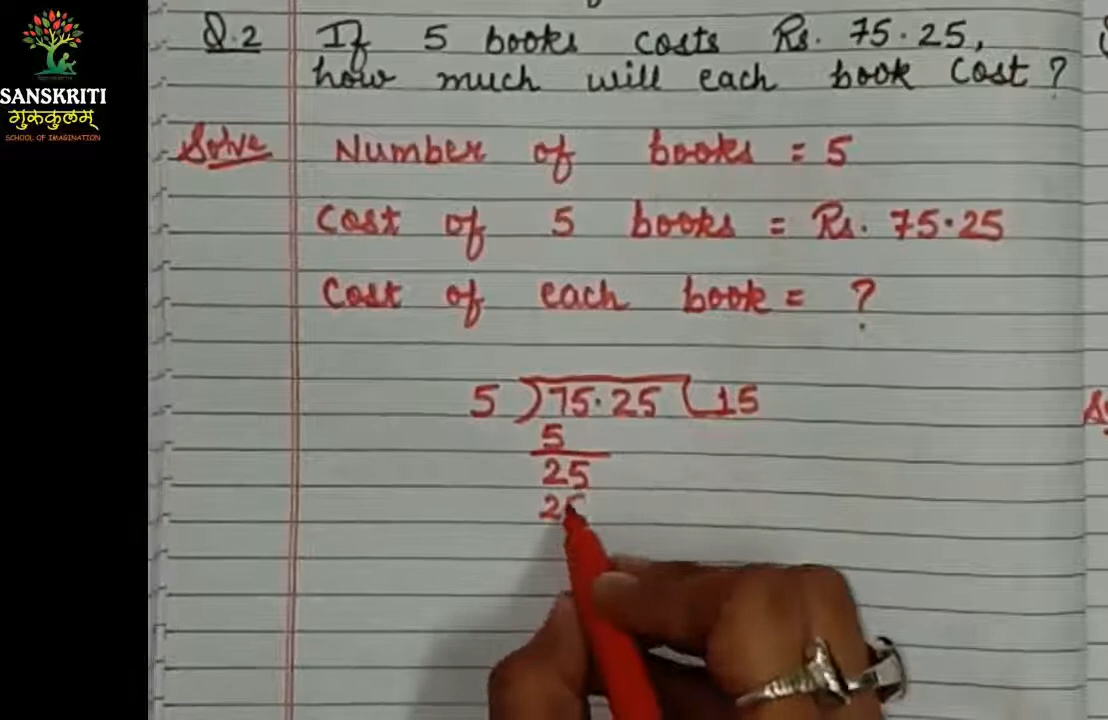 SANSKRITI
गुरुकुलम्
SCHOOL OF IMAGINATION
Q.2 If 5 books costs Rs. 75.25,
how much will each book cost ?
Solve Number of books = 5
Cost of 5 books = Rs. 75.25
Cost of each book = ?
5 ) 75.25 ( 15
5
25
25